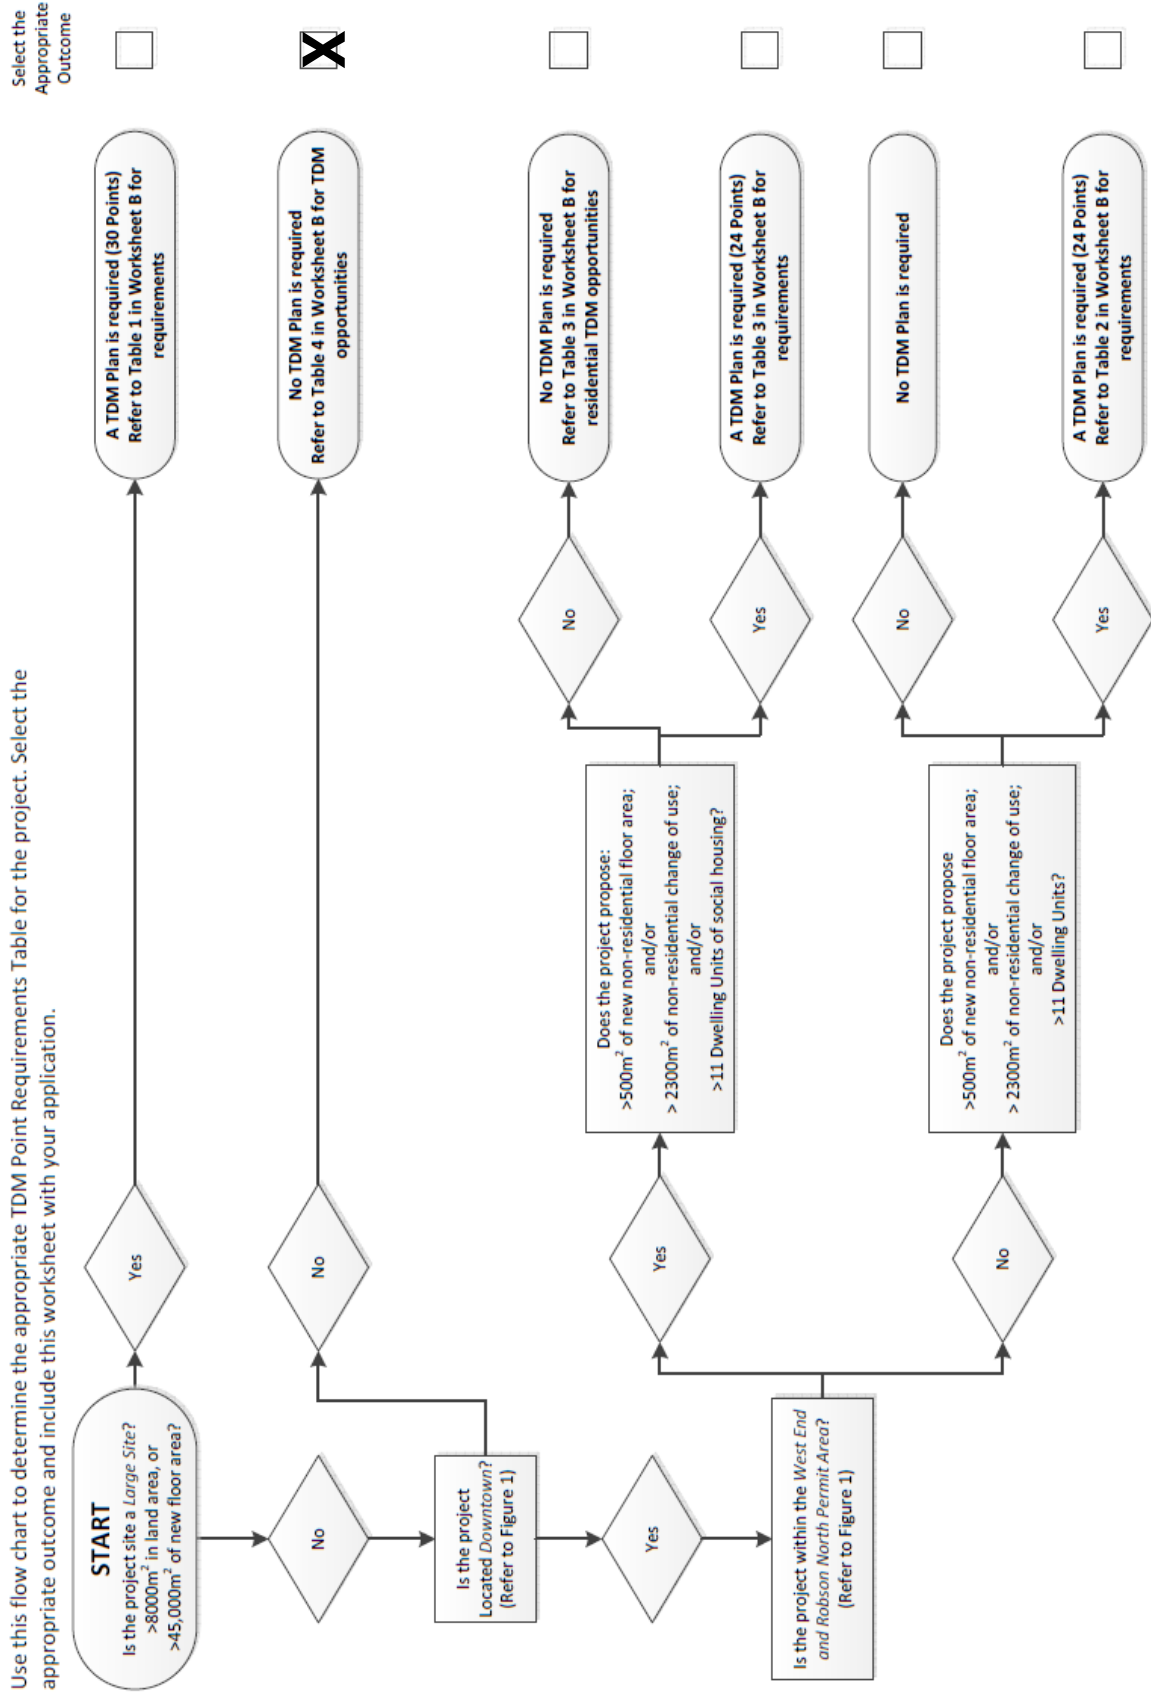 Use this flow chart to determine the appropriate TDM Point Requirements Table for the project. Select the
appropriate outcome and include this worksheet with your application.
Select the
Appropriate
Outcome
START
Is the project site a Large Site?
>8000m² in land area, or
>45,000m² of new floor area?
Yes
A TDM Plan is required (30 Points)
Refer to Table 1 in Worksheet B for
requirements
No
Is the project
Located Downtown?
(Refer to Figure 1)
No
No TDM Plan is required
Refer to Table 4 in Worksheet B for TDM
opportunities
X
Yes
Is the project within the West End
and Robson North Permit Area?
(Refer to Figure 1)
Yes
Does the project propose:
>500m² of new non-residential floor area;
and/or
> 2300m² of non-residential change of use;
and/or
>11 Dwelling Units of social housing?
No
No TDM Plan is required
Refer to Table 3 in Worksheet B for
residential TDM opportunities
Yes
A TDM Plan is required (24 Points)
Refer to Table 3 in Worksheet B for
requirements
No
Does the project propose
>500m² of new non-residential floor area;
and/or
> 2300m² of non-residential change of use;
and/or
>11 Dwelling Units?
No
No TDM Plan is required
Yes
A TDM Plan is required (24 Points)
Refer to Table 2 in Worksheet B for
requirements